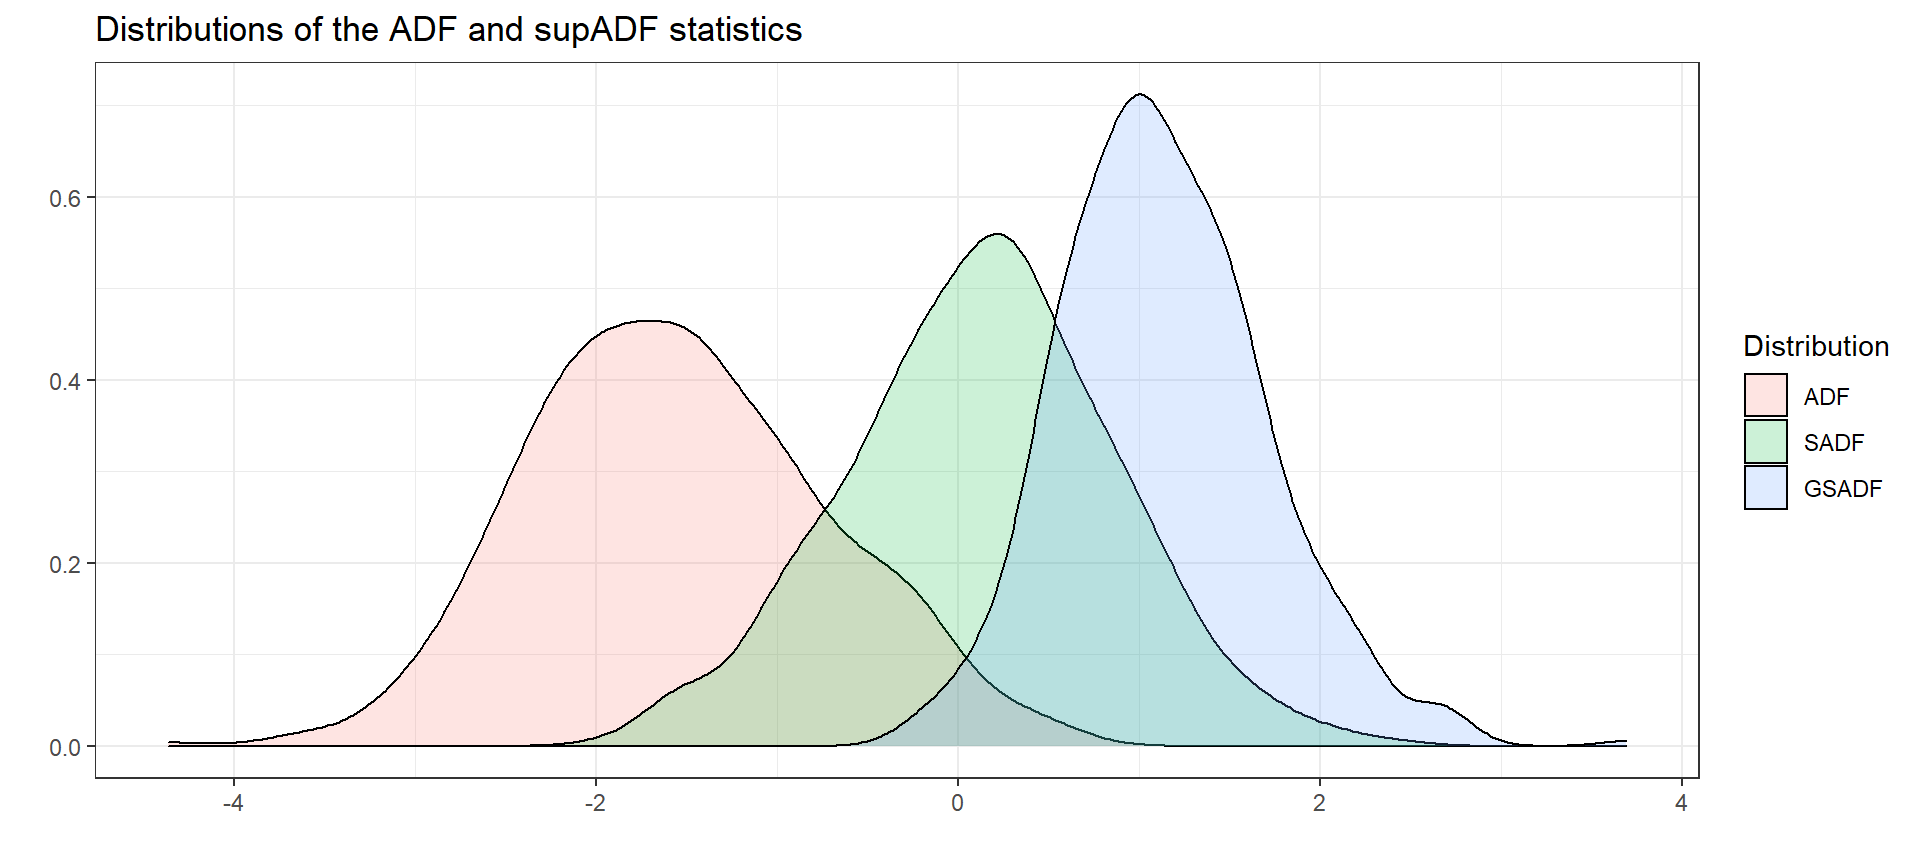 Distributions of the ADF and supADF statistics
0.6
0.4
0.2
0.0
-4
-2
0
2
4
Distribution
ADF
SADF
GSADF